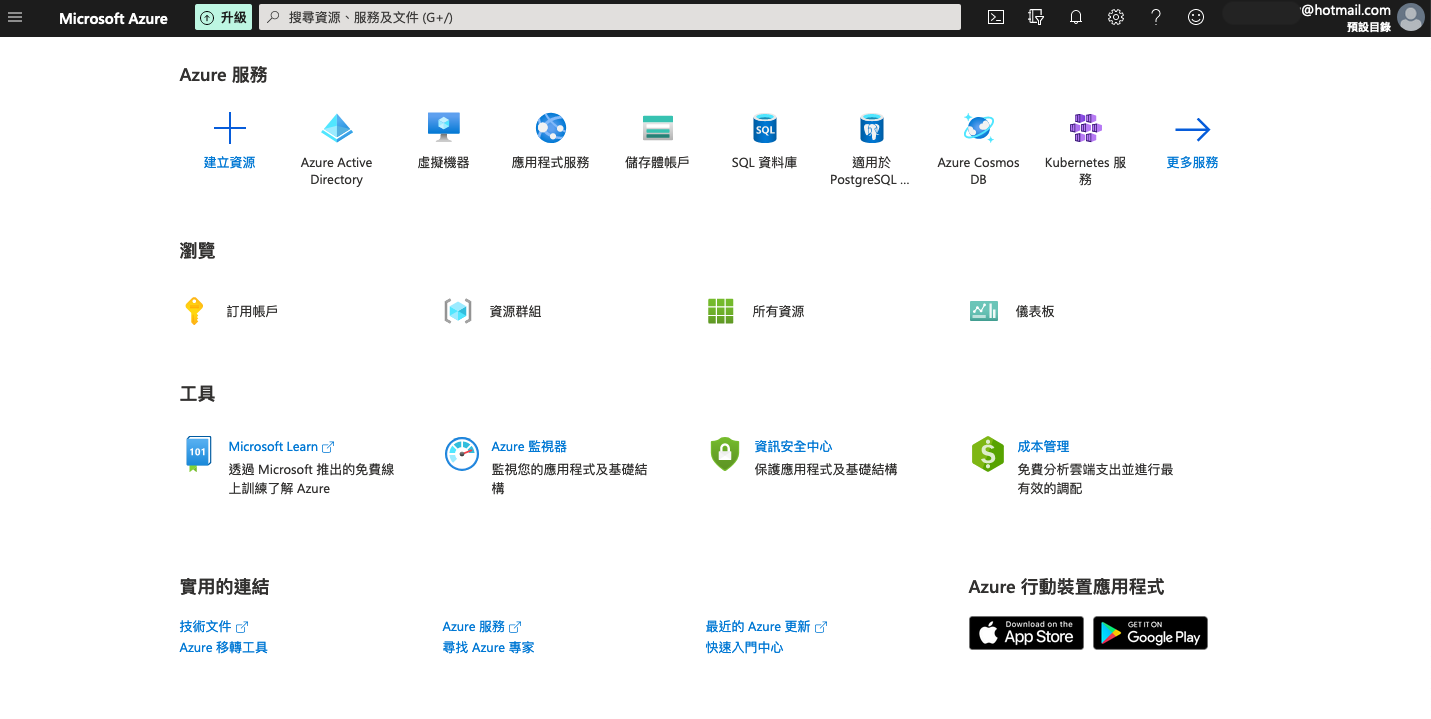 Microsoft Azure
升級
搜尋資源、服務及文件 (G+/)
@hotmail.com
預設目錄
Azure 服務
建立資源
Azure Active
Directory
虛擬機器
應用程式服務
儲存體帳戶
SQL
SQL 資料庫
適用於
PostgreSQL ...
Azure Cosmos
DB
Kubernetes 服
務
更多服務
瀏覽
訂用帳戶
資源群組
所有資源
儀表板
工具
101
Microsoft Learn
透過 Microsoft 推出的免費線
上訓練了解 Azure
Azure 監視器
監視您的應用程式及基礎結
構
資訊安全中心
保護應用程式及基礎結構
成本管理
免費分析雲端支出並進行最
有效的調配
實用的連結
技術文件
Azure 移轉工具
Azure 服務
尋找 Azure 專家
最近的 Azure 更新
快速入門中心
Azure 行動裝置應用程式
Download on the
App Store
GET IT ON
Google Play